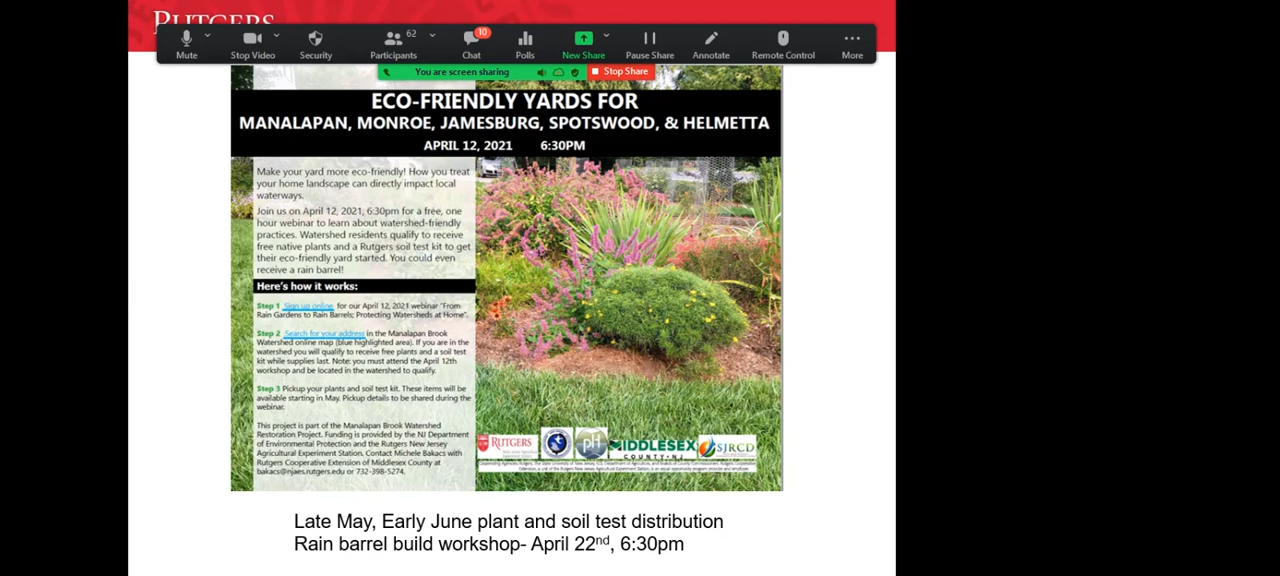 RUTGERS
62
10
Mute
Stop Video
Security
Participants
Chat
Polls
New Share
Pause Share
Annotate
Remote Control
More
You are screen sharing
Stop Share
ECO-FRIENDLY YARDS FOR
MANALAPAN, MONROE, JAMESBURG, SPOTSWOOD, & HELMETTA
APRIL 12, 2021 6:30PM
Make your yard more eco-friendly! How you treat
your home landscape can directly impact local
waterways.
Join us on April 12, 2021, 6:30pm for a free, one
hour webinar to learn about watershed-friendly
practices. Watershed residents qualify to receive
free native plants and a Rutgers soil test kit to get
their eco-friendly yard started. You could even
receive a rain barrel!
Here's how it works:
Step 1 Sign up online for our April 12, 2021 webinar "From
Rain Gardens to Rain Barrels; Protecting Watersheds at Home".
Step 2 Search for your address in the Manalapan Brook
Watershed online map (blue highlighted area). If you are in the
watershed you will qualify to receive free plants and a soil test
kit while supplies last. Note: you must attend the April 12th
workshop and be located in the watershed to qualify.
Step 3 Pickup your plants and soil test kit. These items will be
available starting in May. Pickup details to be shared during the
webinar.
This project is part of the Manalapan Brook Watershed
Restoration Project. Funding is provided by the NJ Department
of Environmental Protection and the Rutgers New Jersey
Agricultural Experiment Station. Contact Michele Bakacs with
Rutgers Cooperative Extension of Middlesex County at
bakacs@njaes.rutgers.edu or 732-398-5274.
RUTGERS
pH
MIDDLESEX
COUNTY•NJ
SJRCD
Late May, Early June plant and soil test distribution
Rain barrel build workshop- April 22nd, 6:30pm